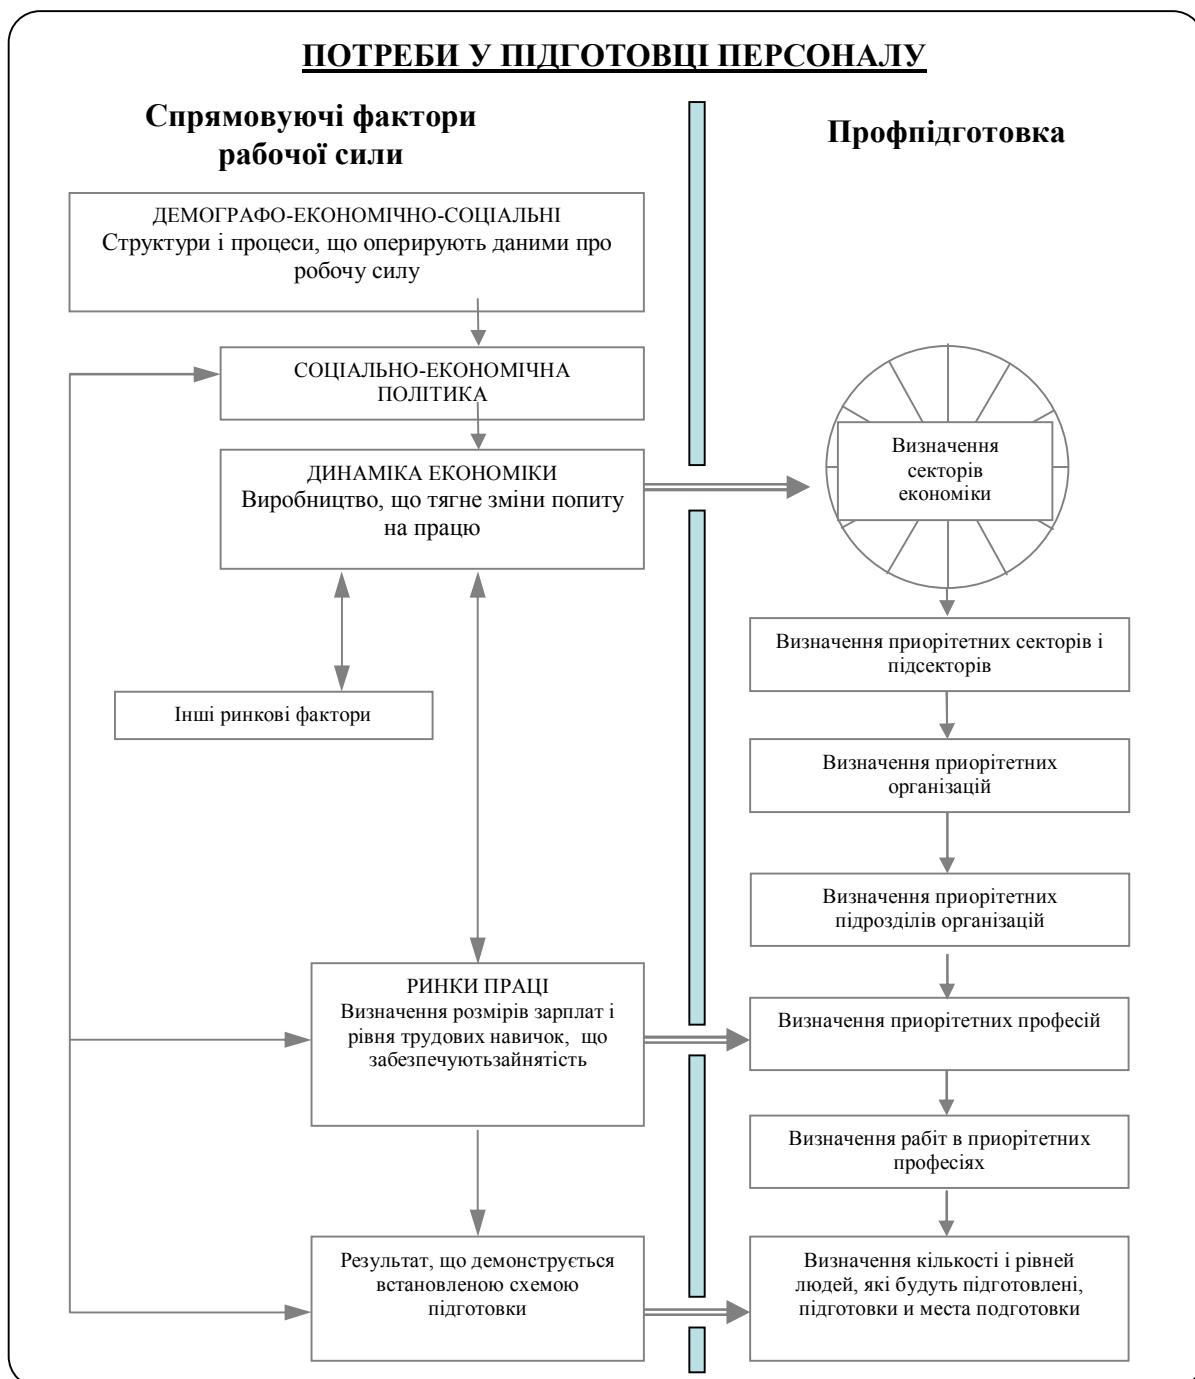 ПОТРЕБИ У ПІДГОТОВЦІ ПЕРСОНАЛУ
Спрямовуючі фактори
рабочої сили
Профпідготовка
ДЕМОГРАФО-ЕКОНОМІЧНО-СОЦІАЛЬНІ
Структури і процеси, що оперирують даними про
робочу силу
СОЦІАЛЬНО-ЕКОНОМІЧНА
ПОЛІТИКА
ДИНАМІКА ЕКОНОМІКИ
Виробництво, що тягне зміни попиту
на працю
Інші ринкові фактори
РИНКИ ПРАЦІ
Визначення розмірів зарплат і
рівня трудових навичок, що
забезпечуютьзайнятість
Результат, що демонструється
встановленою схемою
підготовки
Визначення
секторів
економіки
Визначення приорітетних секторів і
підсекторів
Визначення приорітетних
організацій
Визначення приорітетних
підрозділів організацій
Визначення приорітетних професій
Визначення рабіт в приорітетних
професіях
Визначення кількості і рівней
людей, які будуть підготовлені,
підготовки и места подготовки